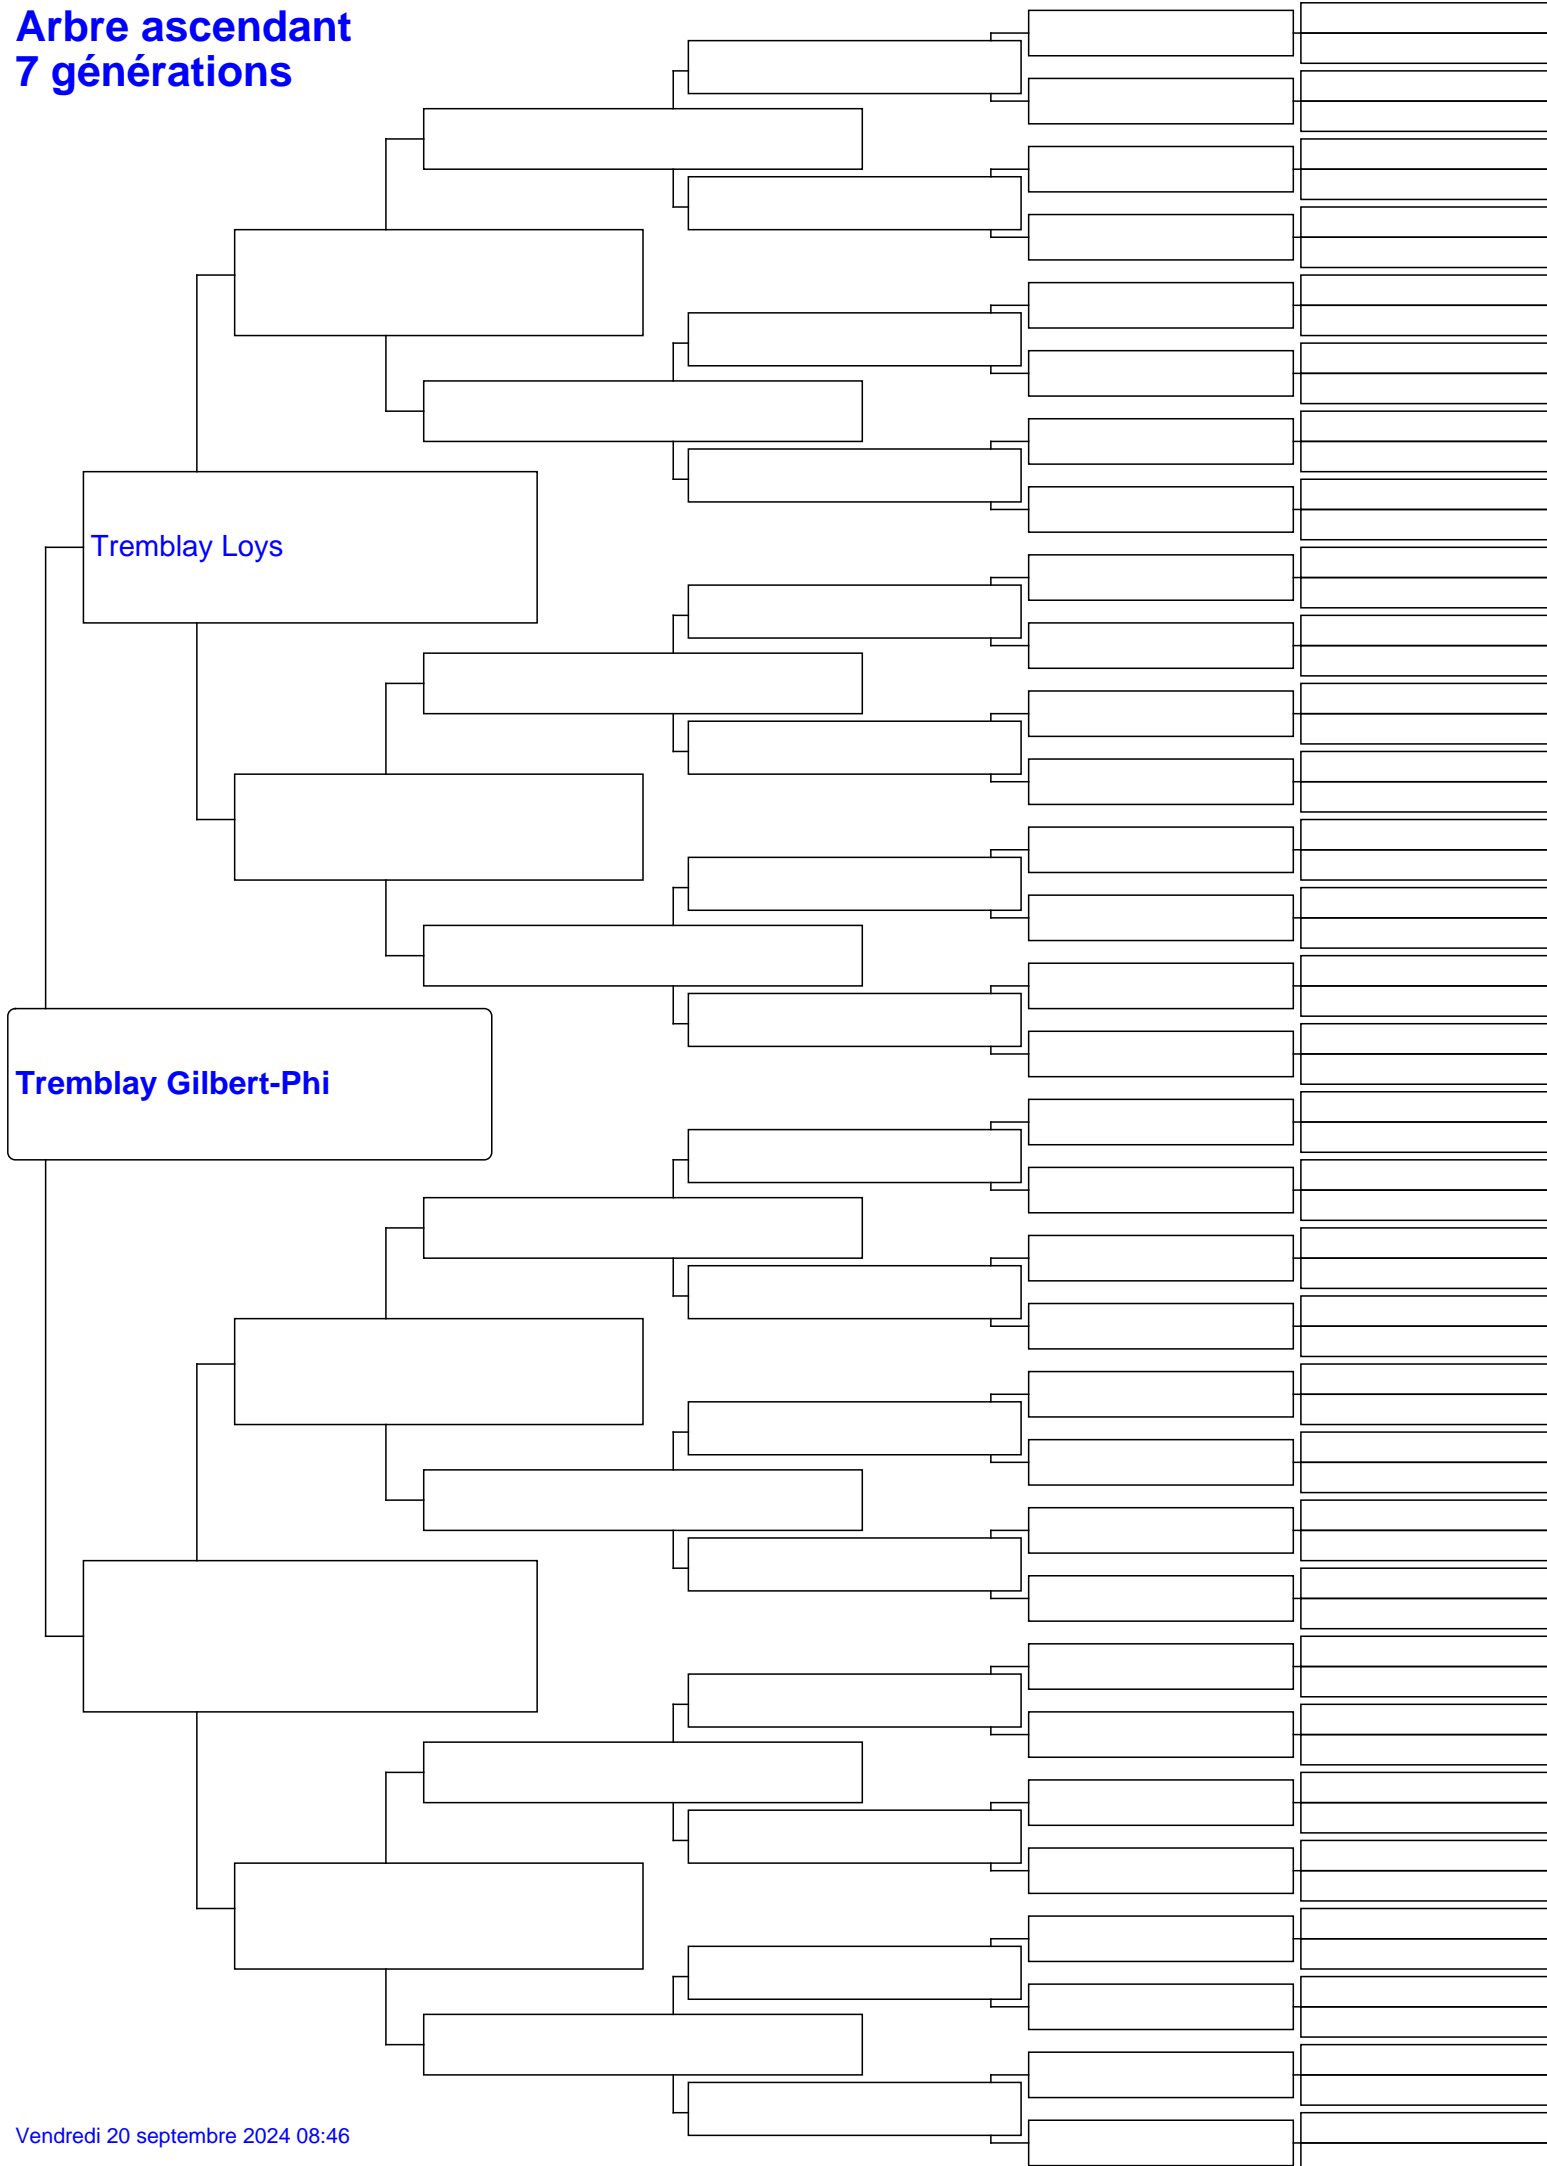 Arbre ascendant
7 générations
Tremblay Loys
Tremblay Gilbert-Phi
Vendredi 20 septembre 2024 08:46